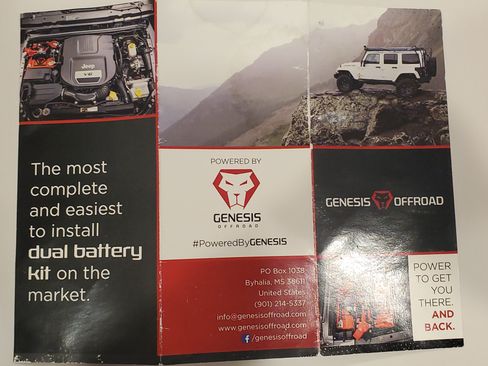 Jeep
The most
complete
and easiest
to install
dual battery
kit on the
market.
POWERED BY
GENESIS
OFFROAD
#PoweredByGENESIS
PO Box 1038
Byhalia, MS 38611
United States
(901) 214-5337
info@genesisoffroad.com
www.genesisoffroad.com
/genesisoffroad
GENESIS OFFROAD
POWER
TO GET
YOU
THERE.
AND
BACK.